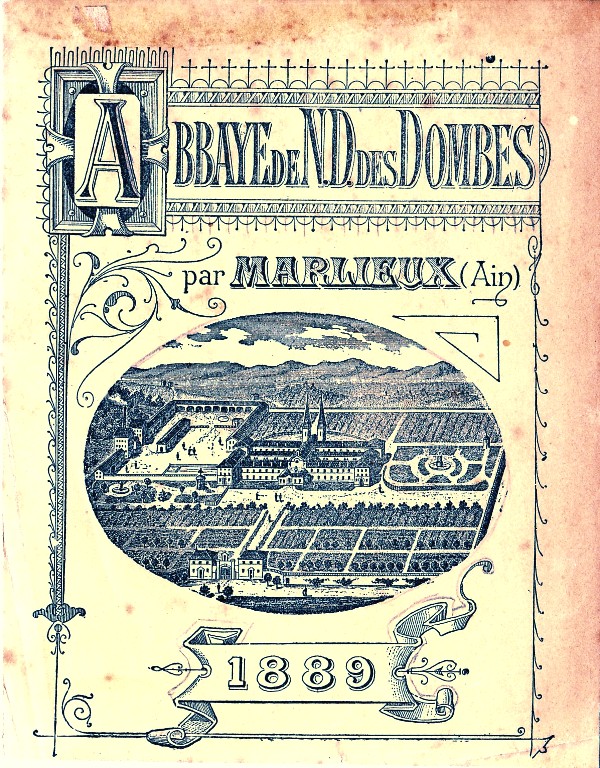 ABBAYE DE N.D. DES DOMBES
par MARLIEUX (Ain)
1889